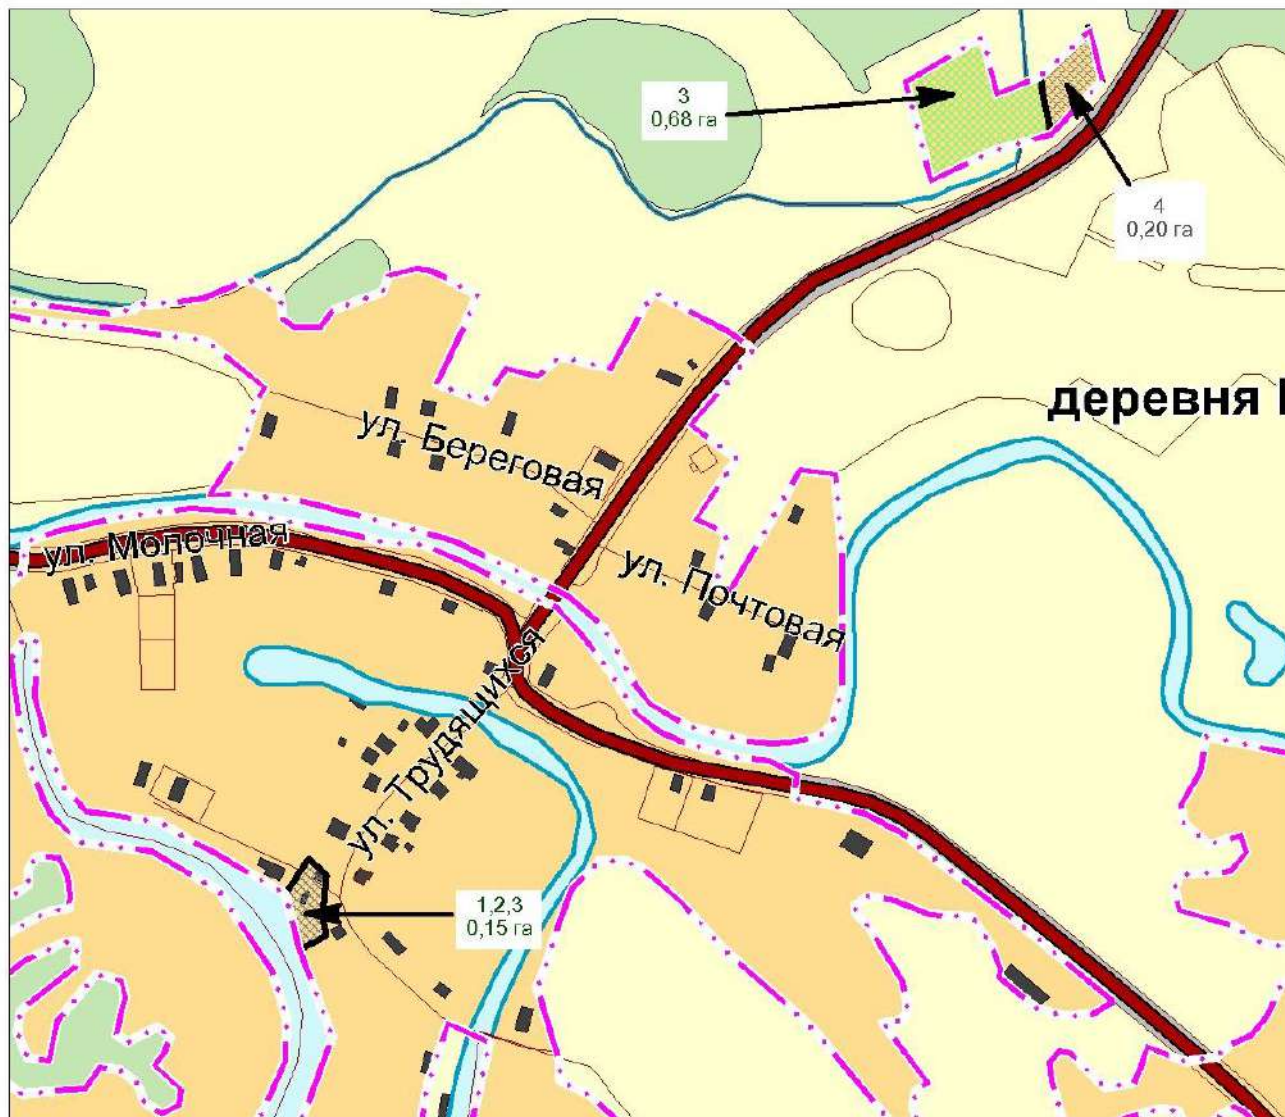 3
0,68 га
4
0,20 га
деревня
ул. Береговая
ул. Молочная
ул. Почтовая
ул. Трудящихся
1,2,3
0,15 га